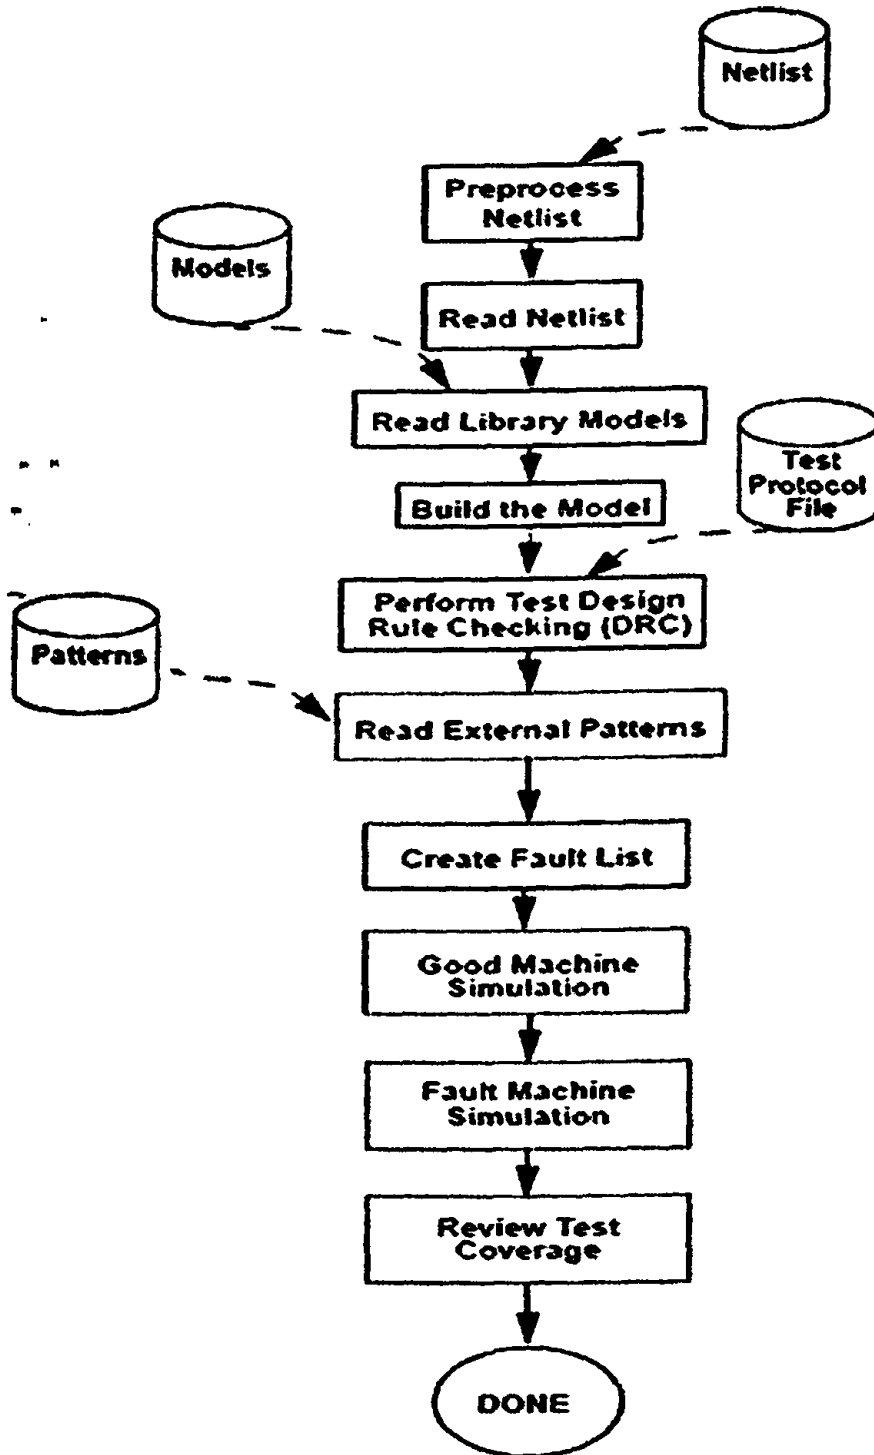 Netlist
Preprocess
Netlist
Models
Read Netlist
Read Library Models
Test
Protocol
File
Build the Model
Perform Test Design
Rule Checking (DRC)
Patterns
Read External Patterns
Create Fault List
Good Machine
Simulation
Fault Machine
Simulation
Review Test
Coverage
DONE